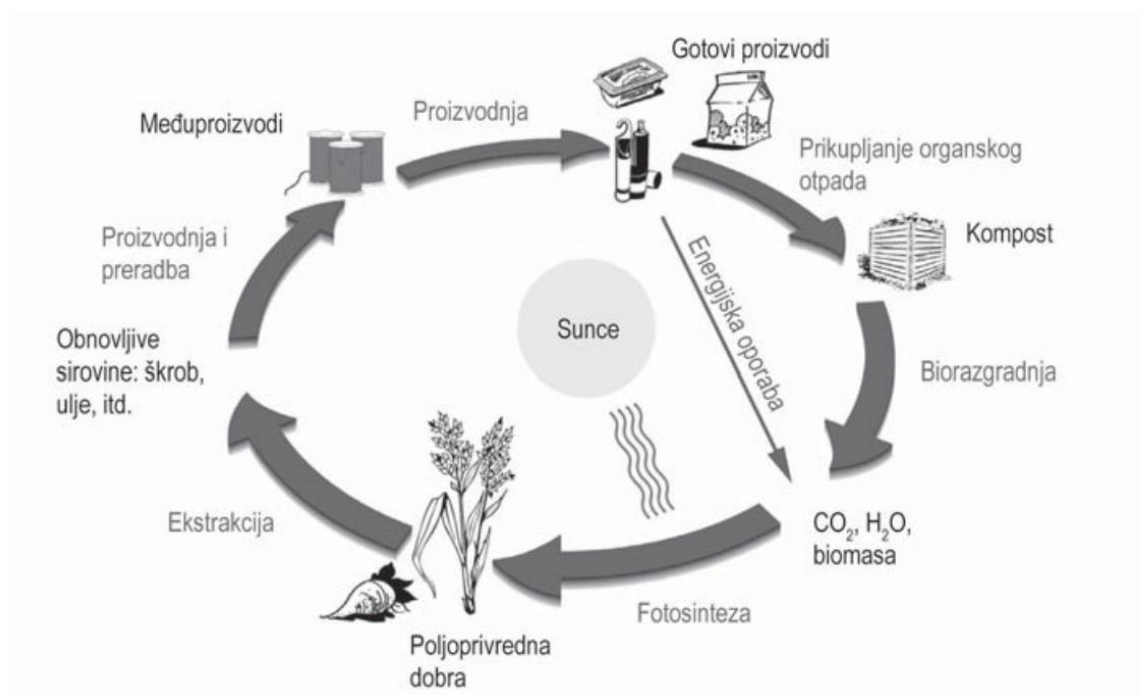 Gotovi proizvodi
Proizvodnja
Međuproizvodi
Prikupljanje organskog
otpada
Kompost
Proizvodnja i
preradba
Energijska oporaba
Sunce
Obnovljive
sirovine: škrob,
ulje, itd.
Biorazgradnja
Ekstrakcija
CO₂, H₂O,
biomasa
Fotosinteza
Poljoprivredna
dobra